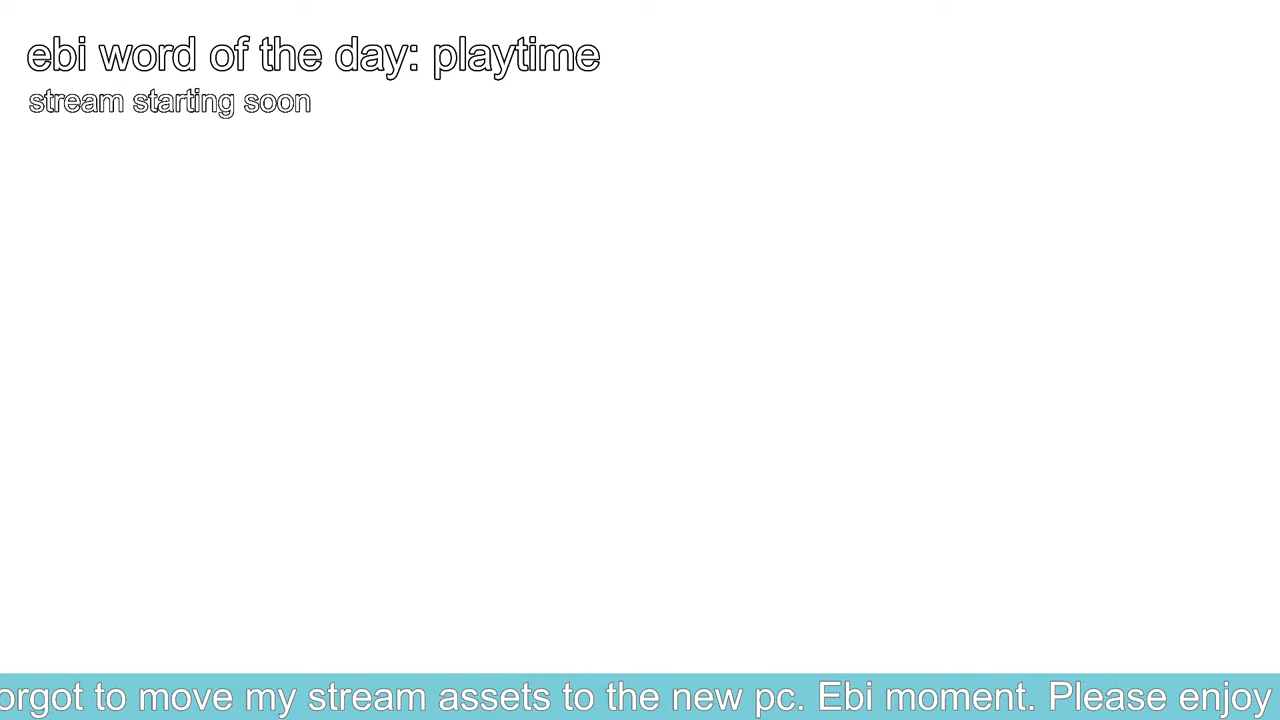 ebi word of the day: playtime
stream starting soon
orgot to move my stream assets to the new pc. Ebi moment. Please enjoy